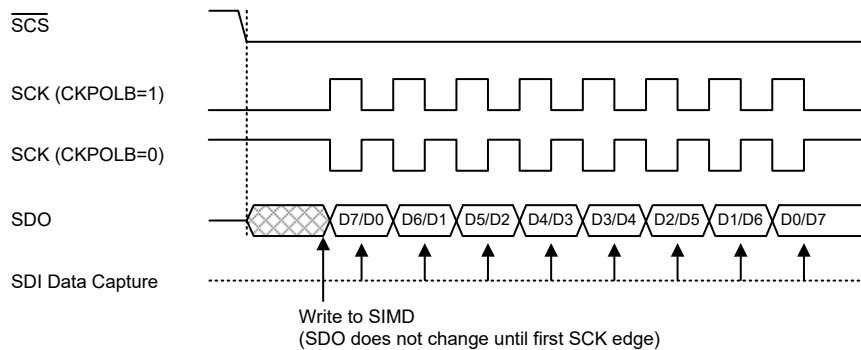 SCS
SCK (CKPOLB=1)
SCK (CKPOLB=0)
SDO
D7/D0 D6/D1 D5/D2 D4/D3 D3/D4 D2/D5 D1/D6 D0/D7
SDI Data Capture
Write to SIMD
(SDO does not change until first SCK edge)